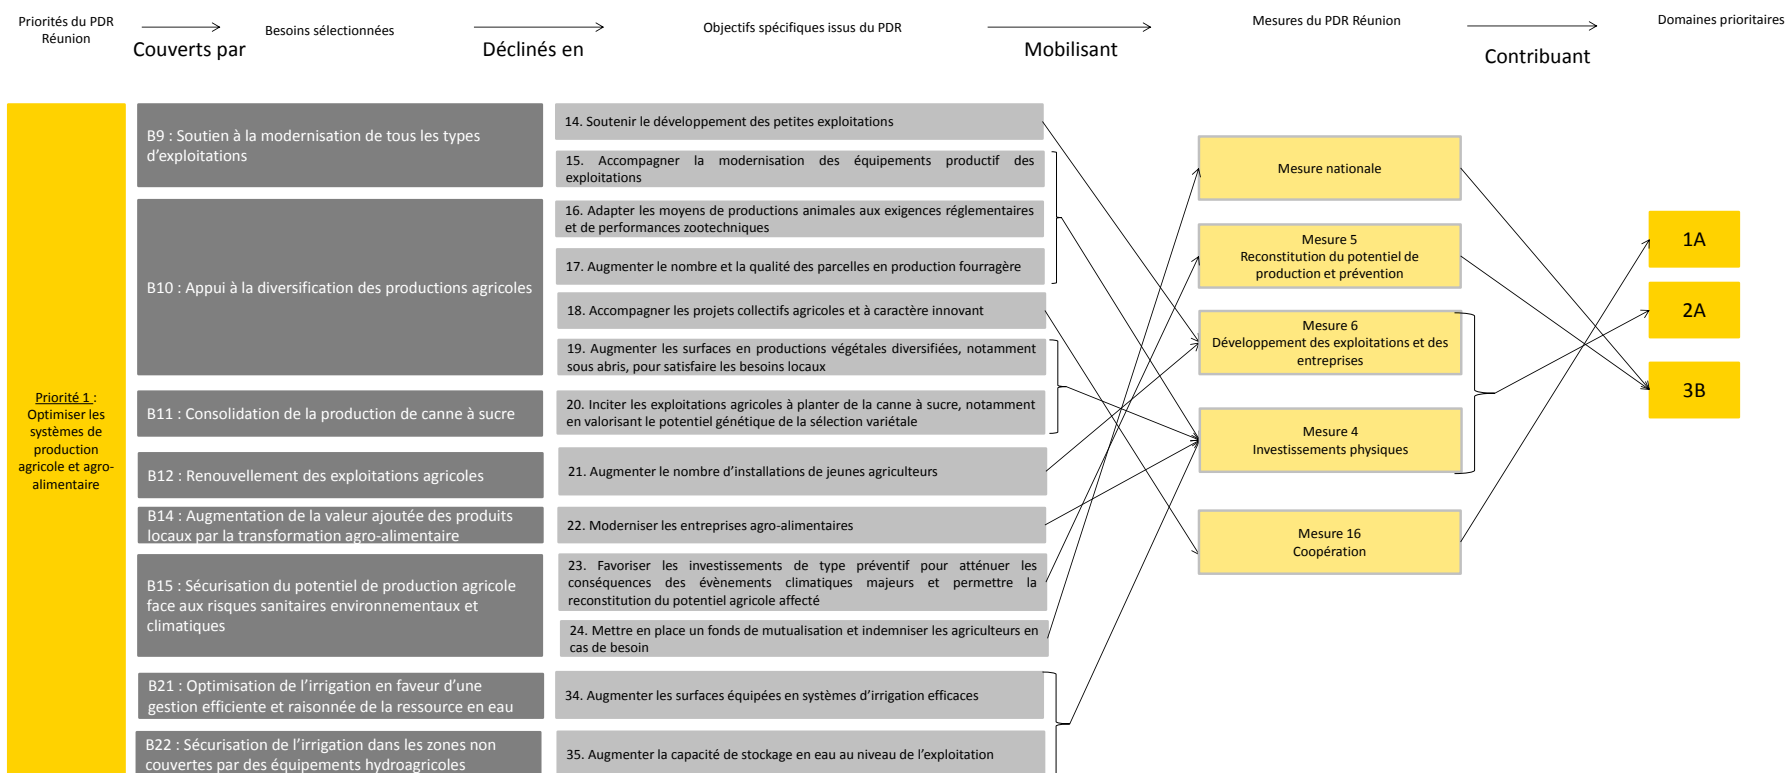 Priorités du PDR
Réunion
Couverts par
Besoins sélectionnées
Déclinés en
Objectifs spécifiques issus du PDR
Mobilisant
Mesures du PDR Réunion
Contribuant
Domaines prioritaires
Priorité 1 :
Optimiser les
systèmes de
production
agricole et agro-
alimentaire
B9 : Soutien à la modernisation de tous les types
d’exploitations
B10 : Appui à la diversification des productions agricoles
B11 : Consolidation de la production de canne à sucre
B12 : Renouvellement des exploitations agricoles
B14 : Augmentation de la valeur ajoutée des produits
locaux par la transformation agro-alimentaire
B15 : Sécurisation du potentiel de production agricole
face aux risques sanitaires environnementaux et
climatiques
B21 : Optimisation de l’irrigation en faveur d’une
gestion efficiente et raisonnée de la ressource en eau
B22 : Sécurisation de l’irrigation dans les zones non
couvertes par des équipements hydroagricoles
14. Soutenir le développement des petites exploitations
15. Accompagner la modernisation des équipements productif des
exploitations
16. Adapter les moyens de productions animales aux exigences réglementaires
et de performances zootechniques
17. Augmenter le nombre et la qualité des parcelles en production fourragère
18. Accompagner les projets collectifs agricoles et à caractère innovant
19. Augmenter les surfaces en productions végétales diversifiées, notamment
sous abris, pour satisfaire les besoins locaux
20. Inciter les exploitations agricoles à planter de la canne à sucre, notamment
en valorisant le potentiel génétique de la sélection variétale
21. Augmenter le nombre d’installations de jeunes agriculteurs
22. Moderniser les entreprises agro-alimentaires
23. Favoriser les investissements de type préventif pour atténuer les
conséquences des évènements climatiques majeurs et permettre la
reconstitution du potentiel agricole affecté
24. Mettre en place un fonds de mutualisation et indemniser les agriculteurs en
cas de besoin
34. Augmenter les surfaces équipées en systèmes d’irrigation efficaces
35. Augmenter la capacité de stockage en eau au niveau de l’exploitation
Mesure nationale
Mesure 5
Reconstitution du potentiel de
production et prévention
Mesure 6
Développement des exploitations et des
entreprises
Mesure 4
Investissements physiques
Mesure 16
Coopération
1A
2A
3B